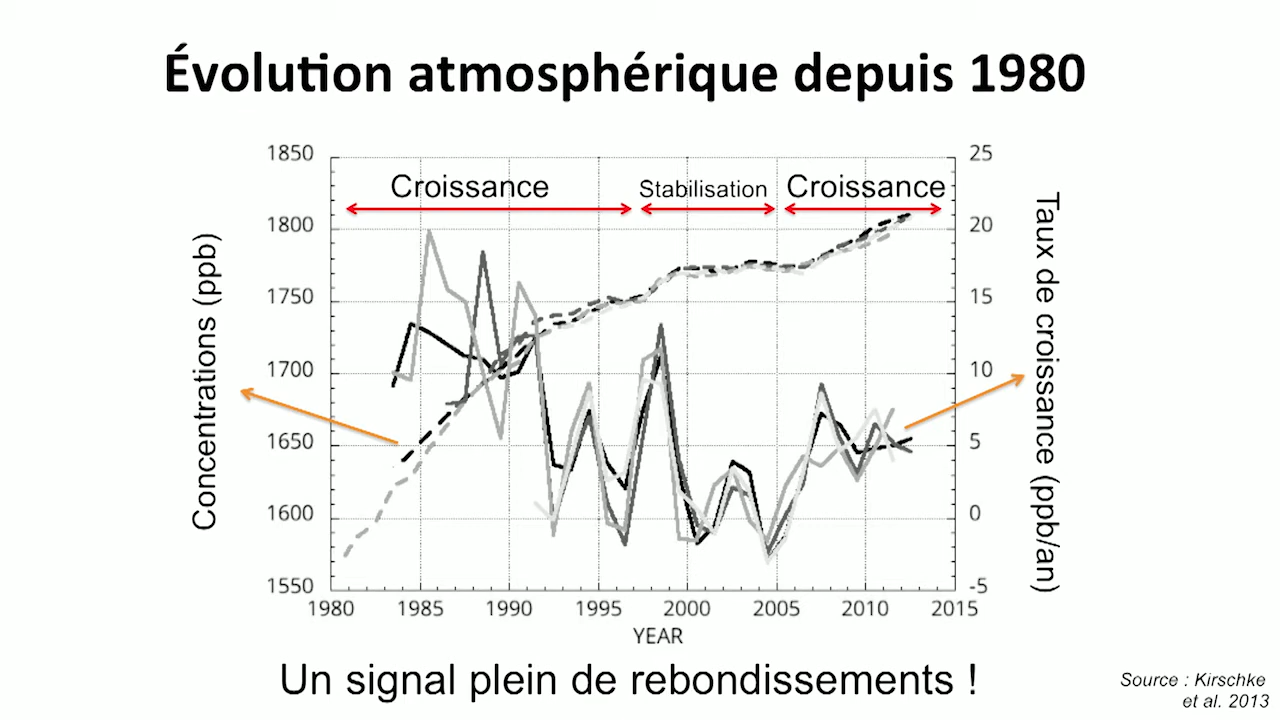 Évolution atmosphérique depuis 1980
1850
25
Croissance
Stabilisation
Croissance
1800
20
1750
15
1700
10
1650
5
1600
0
1550
-5
Concentrations (ppb)
Taux de croissance (ppb/an)
1980 1985 1990 1995 2000 2005 2010 2015
YEAR
Un signal plein de rebondissements !
Source : Kirschke
et al. 2013